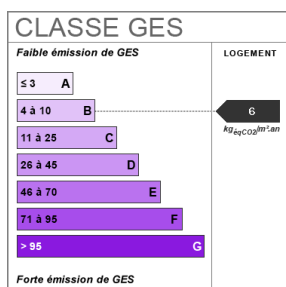 CLASSE GES
Faible émission de GES
LOGEMENT
≤ 3 A
4 à 10 B
6
kgéqCO2/m².an
11 à 25 C
26 à 45 D
46 à 70 E
71 à 95 F
> 95 G
Forte émission de GES